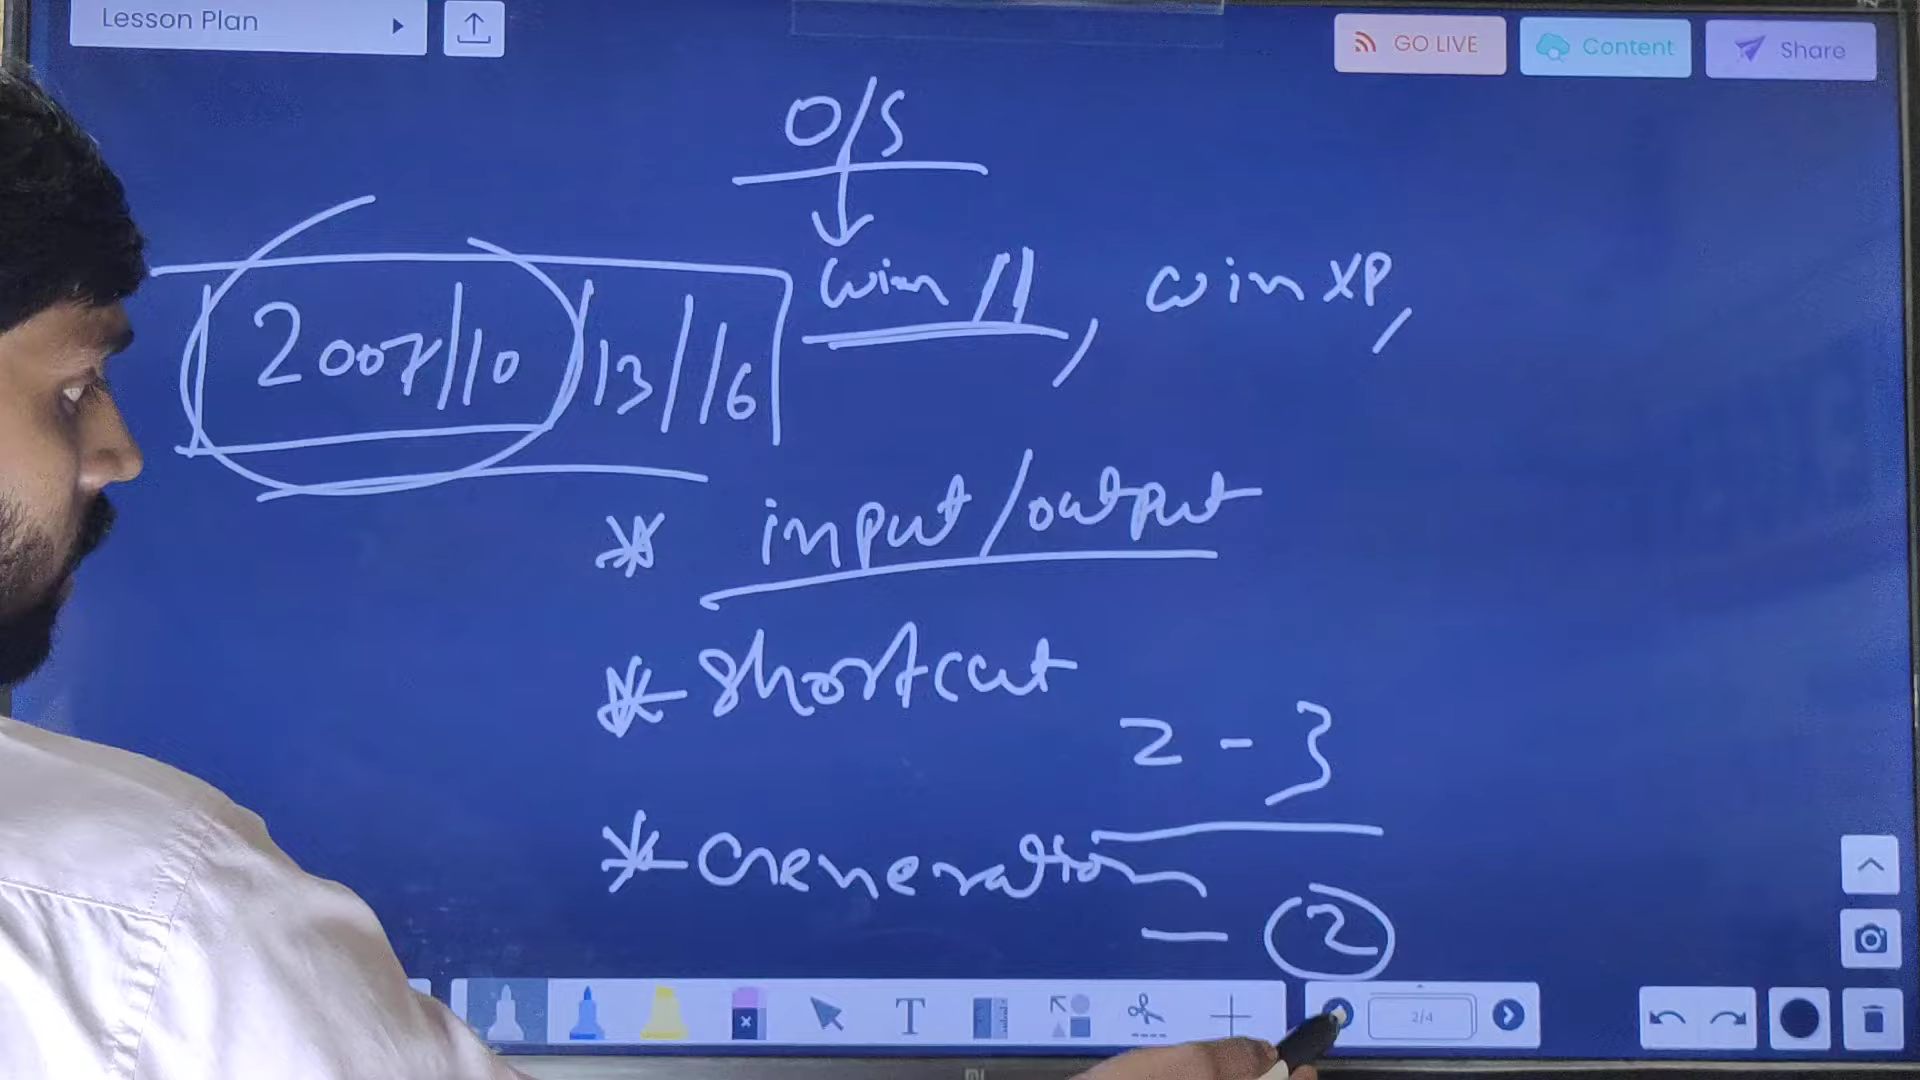 Lesson Plan
GO LIVE
Content
Share
O/S
win 11, win XP,
2007/10/13/16
* input/output
* shortcut
2 - 3
* Generation
- 2
T
2/4